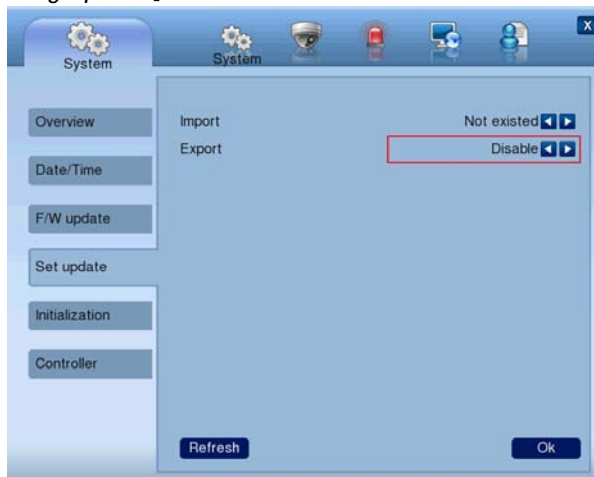 System
System
X
Overview
Import
Not existed
Export
Disable
Date/Time
F/W update
Set update
Initialization
Controller
Refresh
Ok